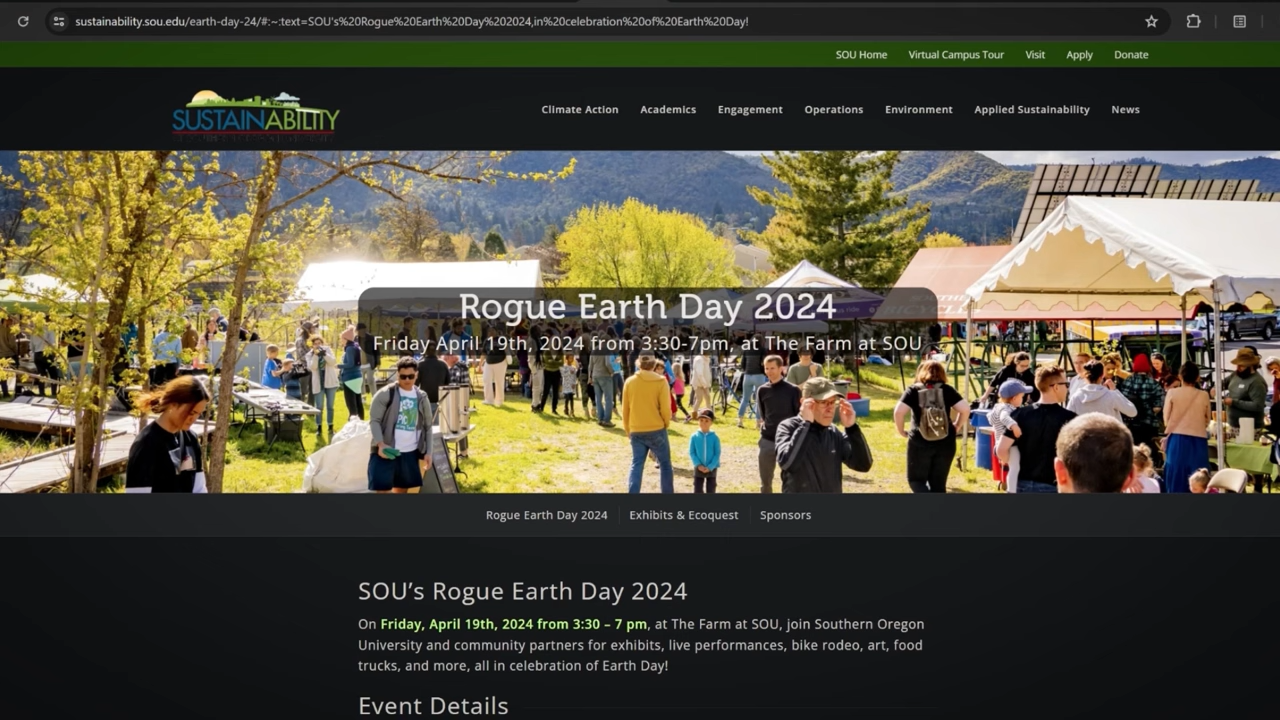 sustainability.sou.edu/earth-day-24/#:~:text=SOU's%20Rogue%20Earth%20Day%202024,in%20celebration%20of%20Earth%20Day!
SOU Home Virtual Campus Tour Visit Apply Donate
SUSTAINABILITY
Climate Action Academics Engagement Operations Environment Applied Sustainability News
Rogue Earth Day 2024
Friday April 19th, 2024 from 3:30-7pm, at The Farm at SOU
Rogue Earth Day 2024 Exhibits & Ecoquest Sponsors
SOU’s Rogue Earth Day 2024
On Friday, April 19th, 2024 from 3:30 – 7 pm, at The Farm at SOU, join Southern Oregon
University and community partners for exhibits, live performances, bike rodeo, art, food
trucks, and more, all in celebration of Earth Day!
Event Details